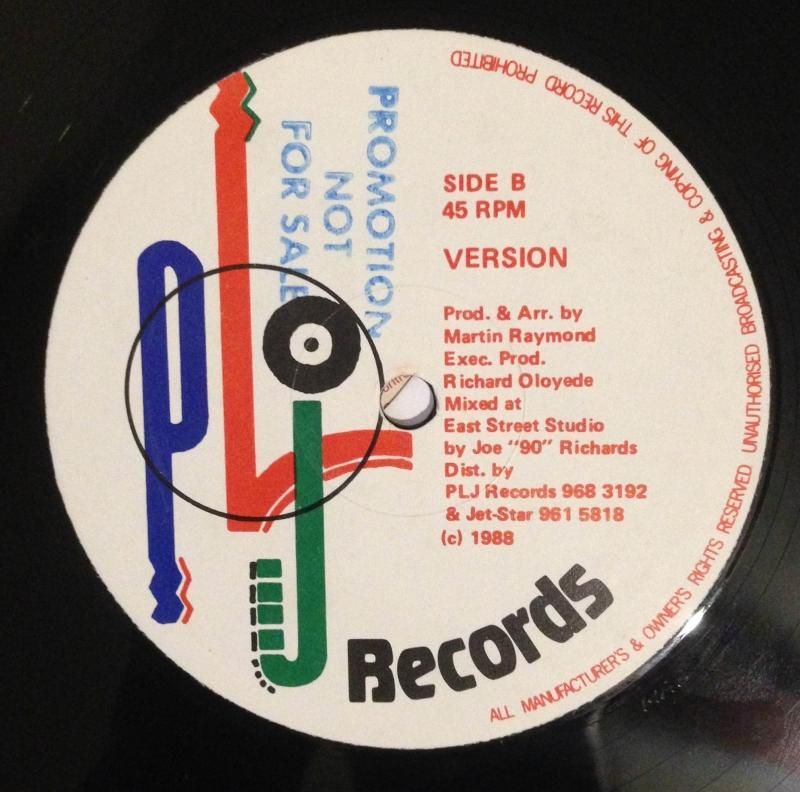 PROMOTION
NOT
FOR SALE
SIDE B
45 RPM
VERSION
Prod. & Arr. by
Martin Raymond
Exec. Prod.
Richard Oloyede
Mixed at
East Street Studio
by Joe "90" Richards
Dist. by
PLJ Records 968 3192
& Jet-Star 961 5818
(c) 1988
PLJ
Records
ALL MANUFACTURER'S & OWNER'S RIGHTS RESERVED UNAUTHORISED BROADCASTING & COPYING OF THIS RECORD PROHIBITED